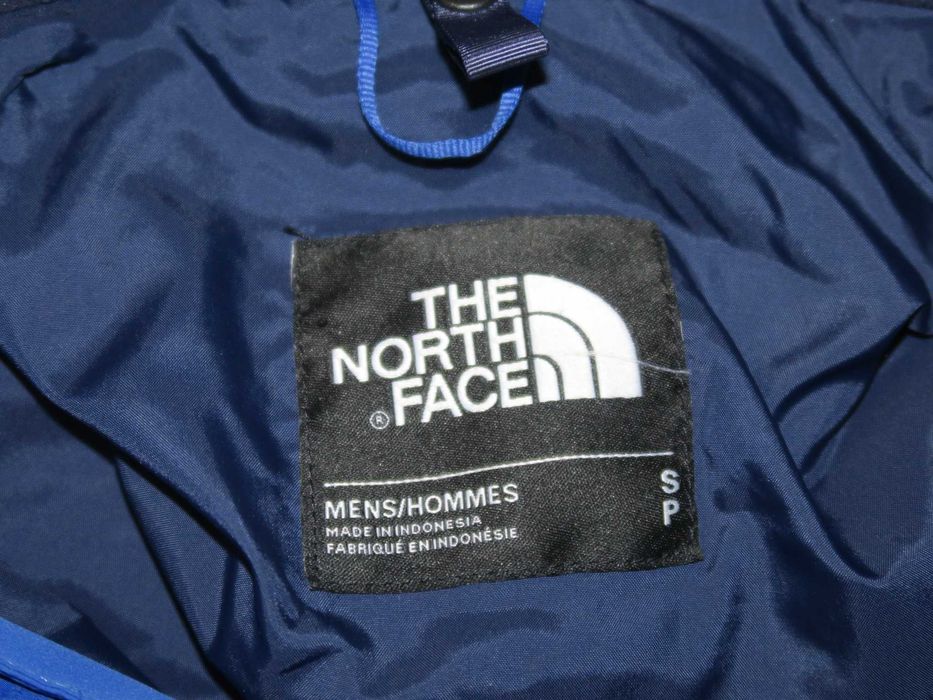 THE
NORTH
® FACE
MENS/HOMMES
MADE IN INDONESIA
FABRIQUÉ EN INDONÉSIE
S
P